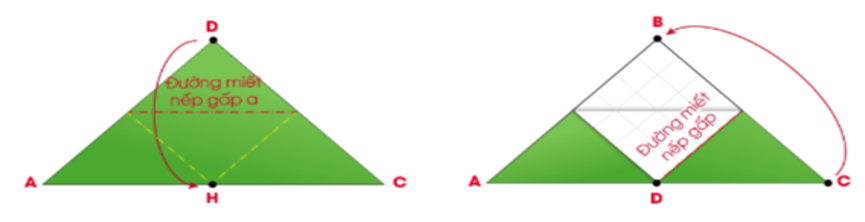 D
Đường miết
nếp gấp a
A
H
C
B
Đường miết
nếp gấp
A
D
C